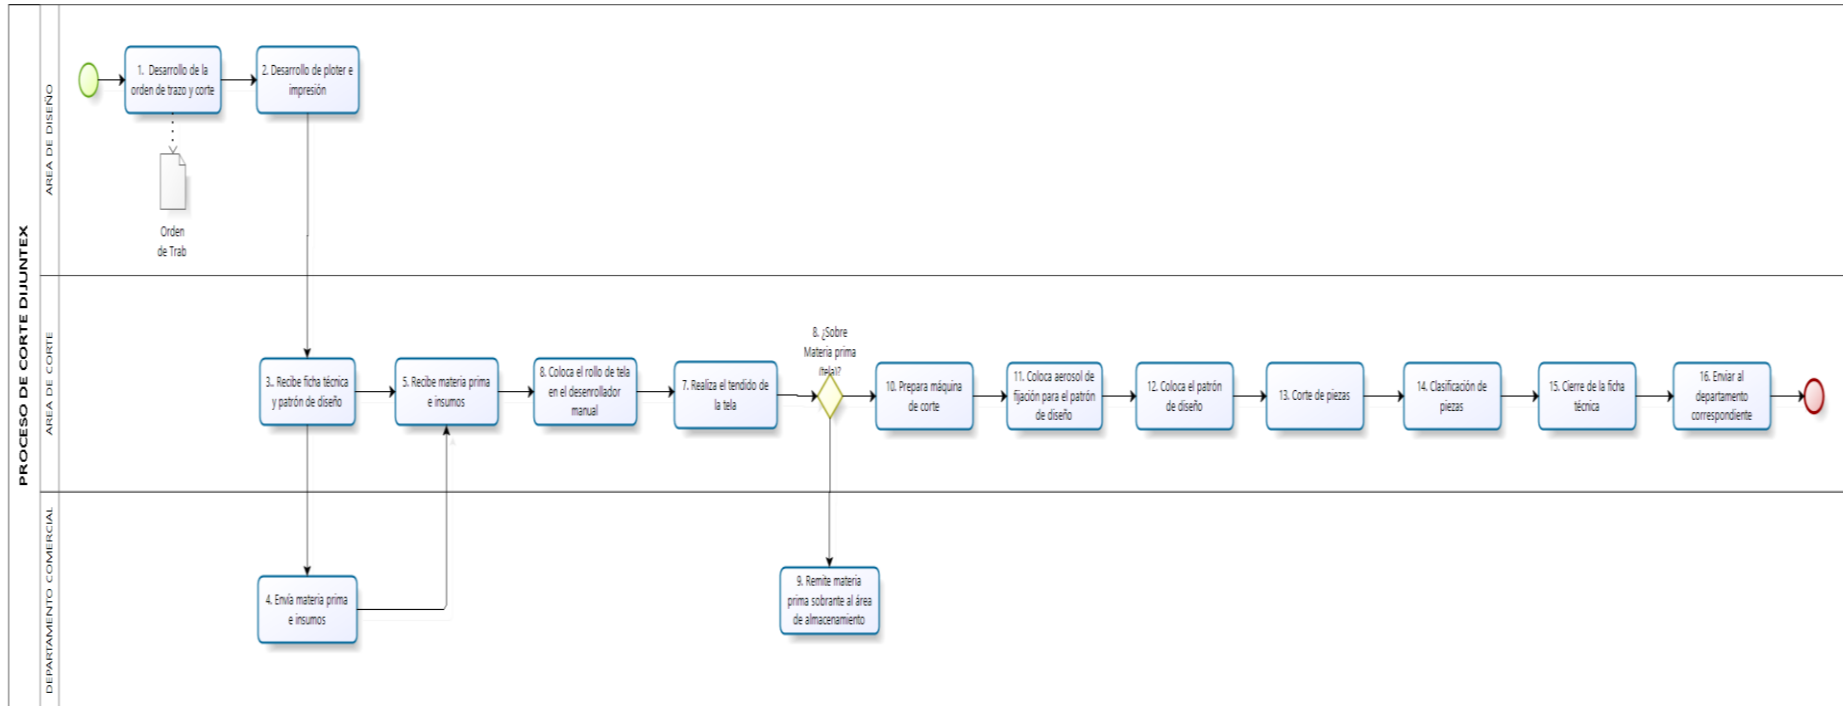 PROCESO DE CORTE DIJUNTEX
AREA DE DISEÑO
1. Desarrollo de la
orden de trazo y corte
2. Desarrollo de ploter e
impresión
Orden
de Trab
AREA DE CORTE
3. Recibe ficha técnica
y patrón de diseño
5. Recibe materia prima
e insumos
8. Coloca el rollo de tela
en el desenrollador
manual
7. Realiza el tendido de
la tela
8. ¿Sobre
Materia prima
(tela)?
10. Prepara máquina
de corte
11. Coloca aerosol de
fijación para el patrón
de diseño
12. Coloca el patrón
de diseño
13. Corte de piezas
14. Clasificación de
piezas
15. Cierre de la ficha
técnica
16. Enviar al
departamento
correspondiente
DEPARTAMENTO COMERCIAL
4. Envía materia prima
e insumos
9. Remite materia
prima sobrante al área
de almacenamiento